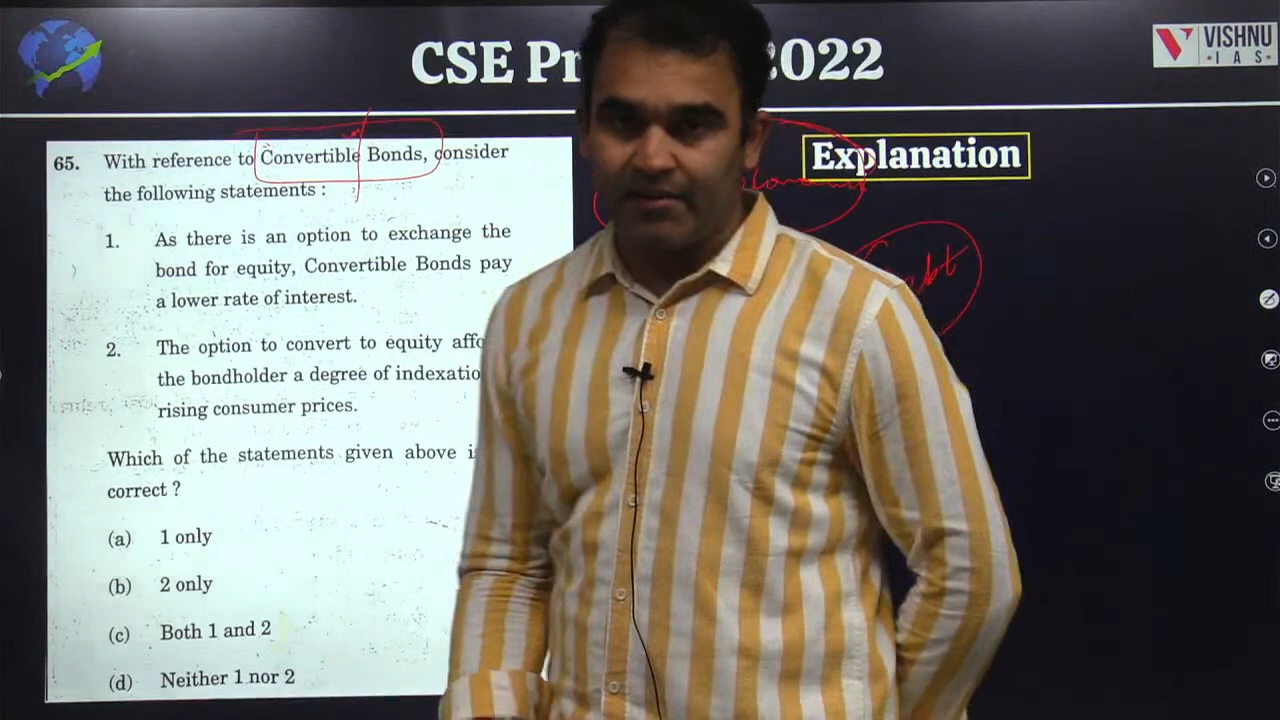 CSE Pr 2022
VISHNU
IAS
65. With reference to Convertible Bonds, consider
the following statements :
Explanation
1. As there is an option to exchange the
bond for equity, Convertible Bonds pay
a lower rate of interest.
2. The option to convert to equity affo
the bondholder a degree of indexatio
rising consumer prices.
Which of the statements given above i
correct ?
(a) 1 only
(b) 2 only
(c) Both 1 and 2
(d) Neither 1 nor 2